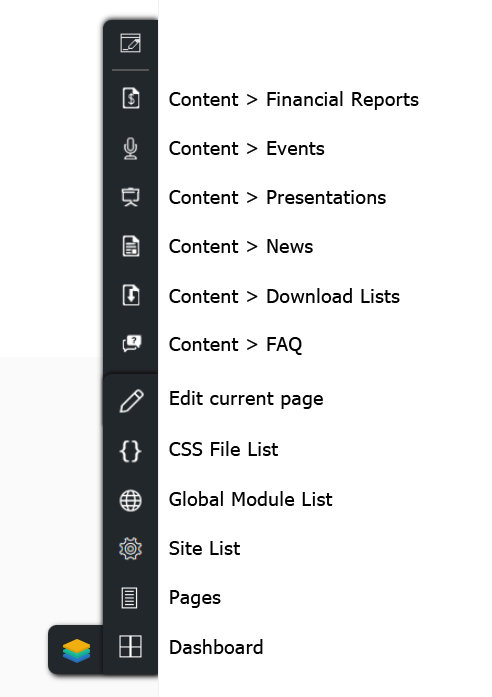 Content > Financial Reports
Content > Events
Content > Presentations
Content > News
Content > Download Lists
Content > FAQ
Edit current page
CSS File List
Global Module List
Site List
Pages
Dashboard